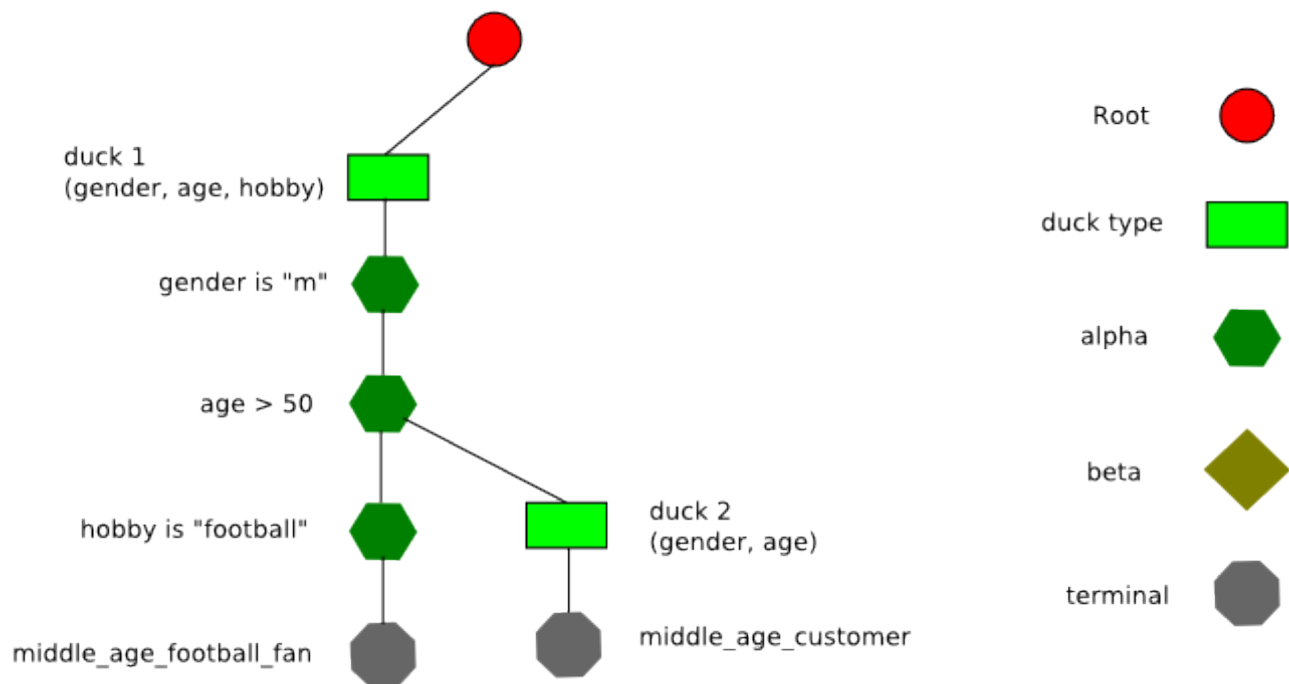 duck 1
(gender, age, hobby)
gender is "m"
age > 50
hobby is "football"
duck 2
(gender, age)
middle_age_football_fan
middle_age_customer
Root
duck type
alpha
beta
terminal